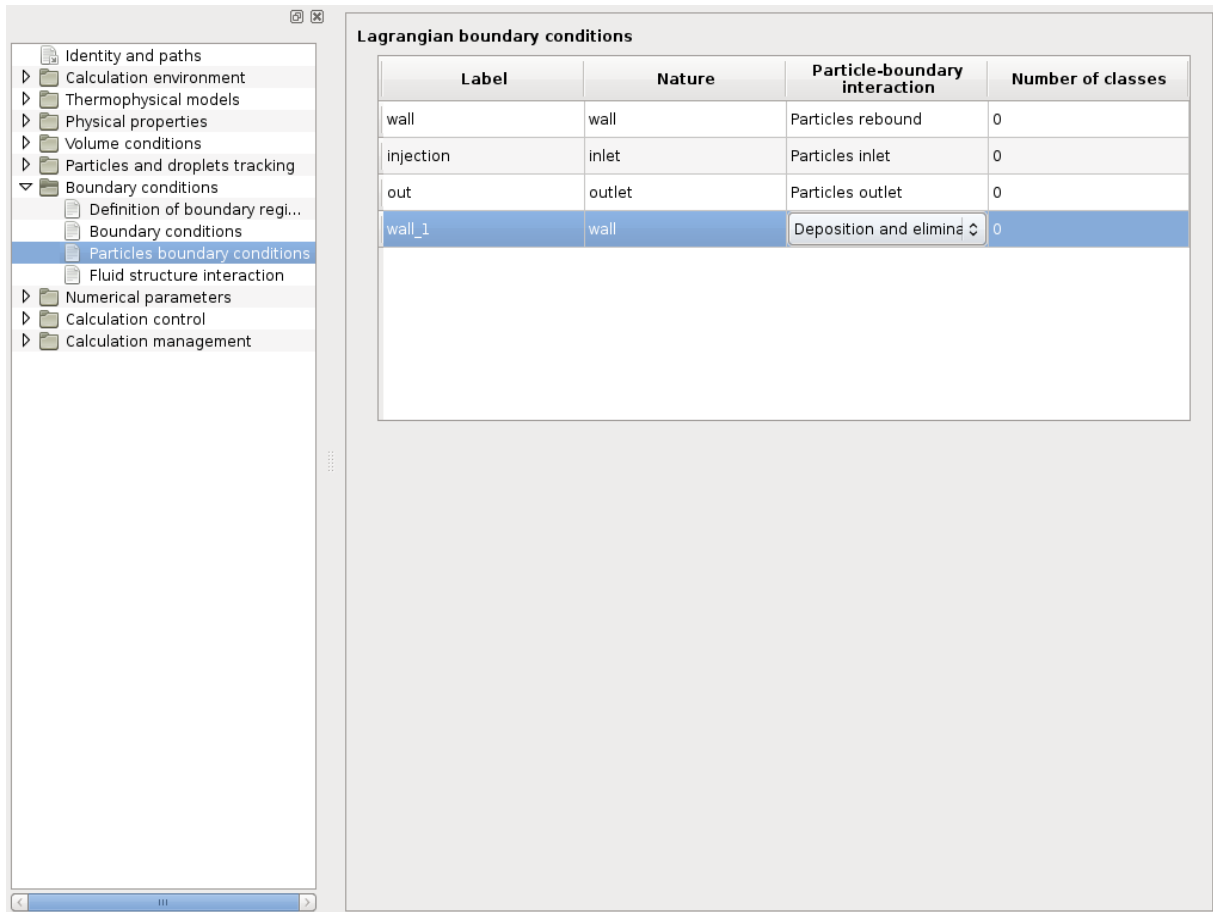 Identity and paths
Calculation environment
Thermophysical models
Physical properties
Volume conditions
Particles and droplets tracking
Boundary conditions
Definition of boundary regi...
Boundary conditions
Particles boundary conditions
Fluid structure interaction
Numerical parameters
Calculation control
Calculation management
Lagrangian boundary conditions
Label Nature Particle-boundary interaction Number of classes
wall wall Particles rebound 0
injection inlet Particles inlet 0
out outlet Particles outlet 0
wall_1 wall Deposition and elimina 0